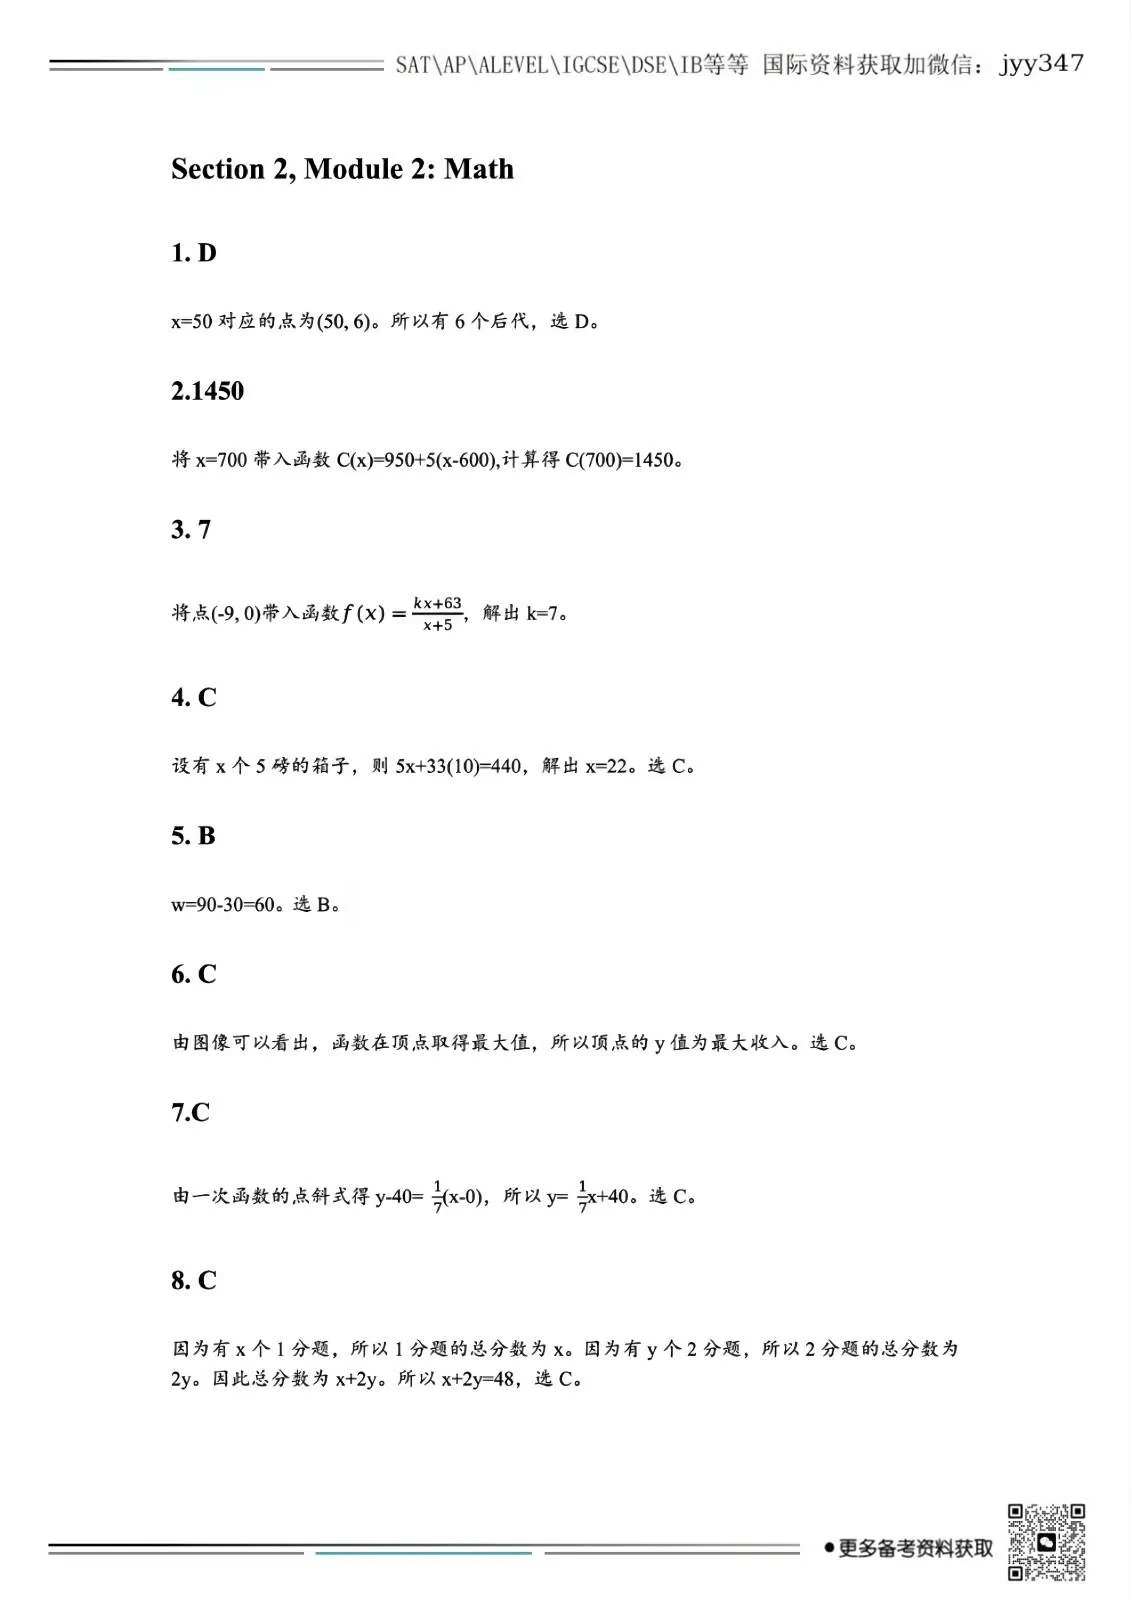 SAT\AP\ALEVEL\IGCSE\DSE\IB等等 国际资料获取加微信：jyy347
Section 2, Module 2: Math
1. D
x=50 对应的点为(50, 6)。所以有 6 个后代，选 D。
2.1450
将 x=700 带入函数 C(x)=950+5(x-600),计算得 C(700)=1450。
3. 7
将点(-9, 0)带入函数f(x) = \frac{kx+63}{x+5}，解出 k=7。
4. C
设有 x 个 5 磅的箱子，则 5x+33(10)=440，解出 x=22。选 C。
5. B
w=90-30=60。选 B。
6. C
由图像可以看出，函数在顶点取得最大值，所以顶点的 y 值为最大收入。选 C。
7.C
由一次函数的点斜式得 y-40= \frac{1}{7}(x-0)，所以 y= \frac{1}{7}x+40。选 C。
8. C
因为有 x 个 1 分题，所以 1 分题的总分数为 x。因为有 y 个 2 分题，所以 2 分题的总分数为
2y。因此总分数为 x+2y。所以 x+2y=48，选 C。
●更多备考资料获取